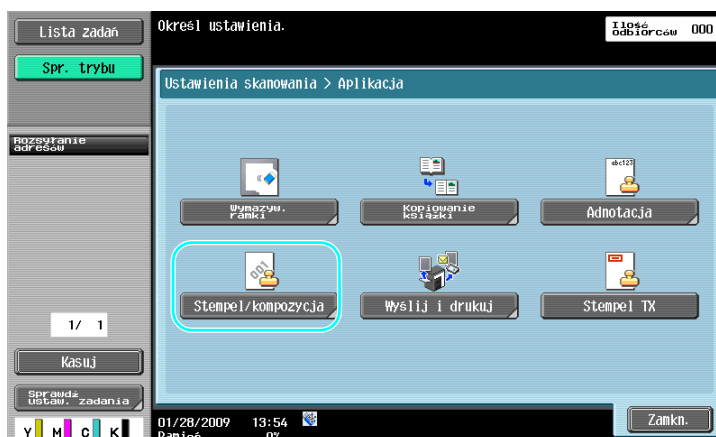 Lista zadań
Spr. trybu
Rozsyłanie
adresów
1/ 1
Kasuj
Sprawdź
ustaw. zadania
Y M C K
Określ ustawienia.
Ilość
odbiorców 000
Ustawienia skanowania > Aplikacja
Wymazyw.
ramki
Kopiowanie
książki
abc123
Adnotacja
001
Stempel/kompozycja
Wyślij i drukuj
Stempel TX
01/28/2009 13:54
Pamięć 0%
Zamkn.